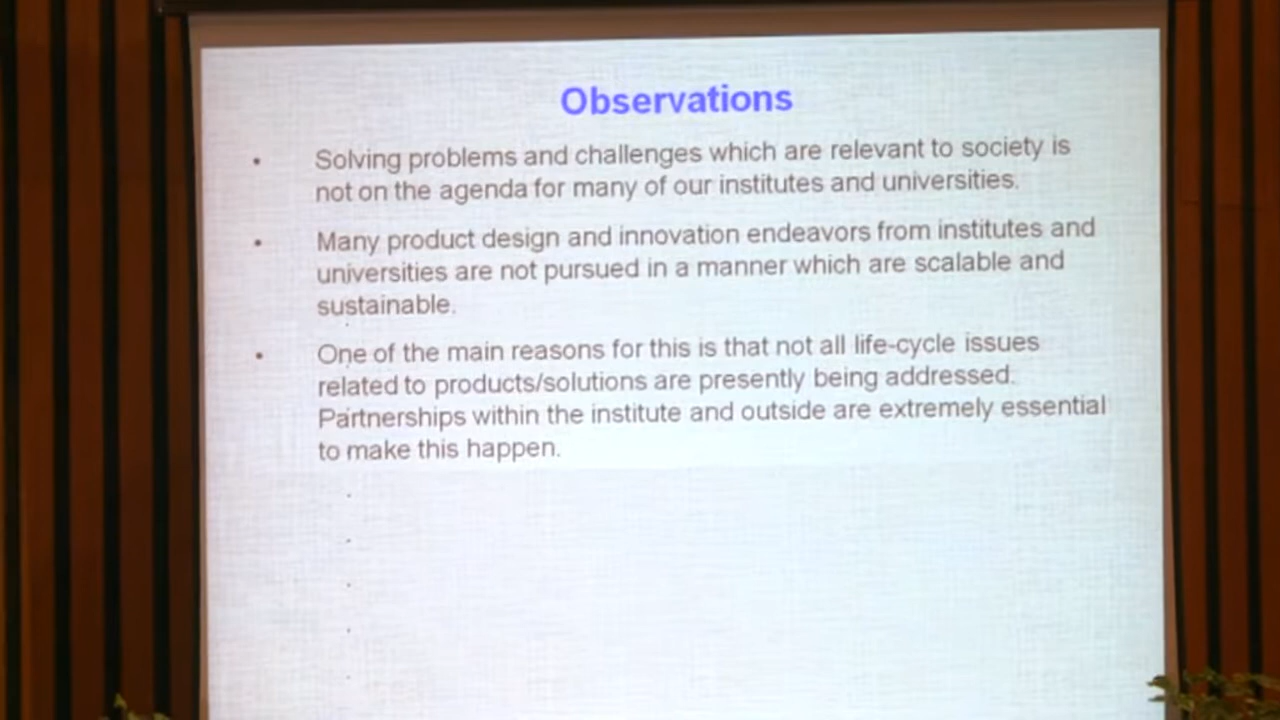 Observations
• Solving problems and challenges which are relevant to society is
not on the agenda for many of our institutes and universities.
• Many product design and innovation endeavors from institutes and
universities are not pursued in a manner which are scalable and
sustainable.
• One of the main reasons for this is that not all life-cycle issues
related to products/solutions are presently being addressed.
Partnerships within the institute and outside are extremely essential
to make this happen.